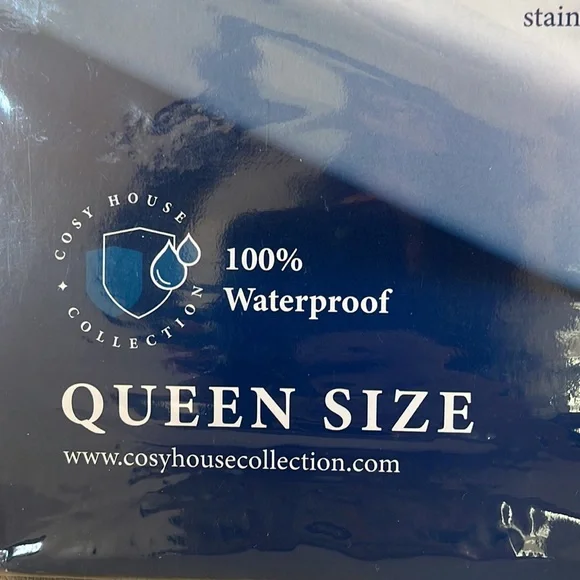 stain
COSY HOUSE
COLLECTION
100%
Waterproof
QUEEN SIZE
www.cosyhousecollection.com